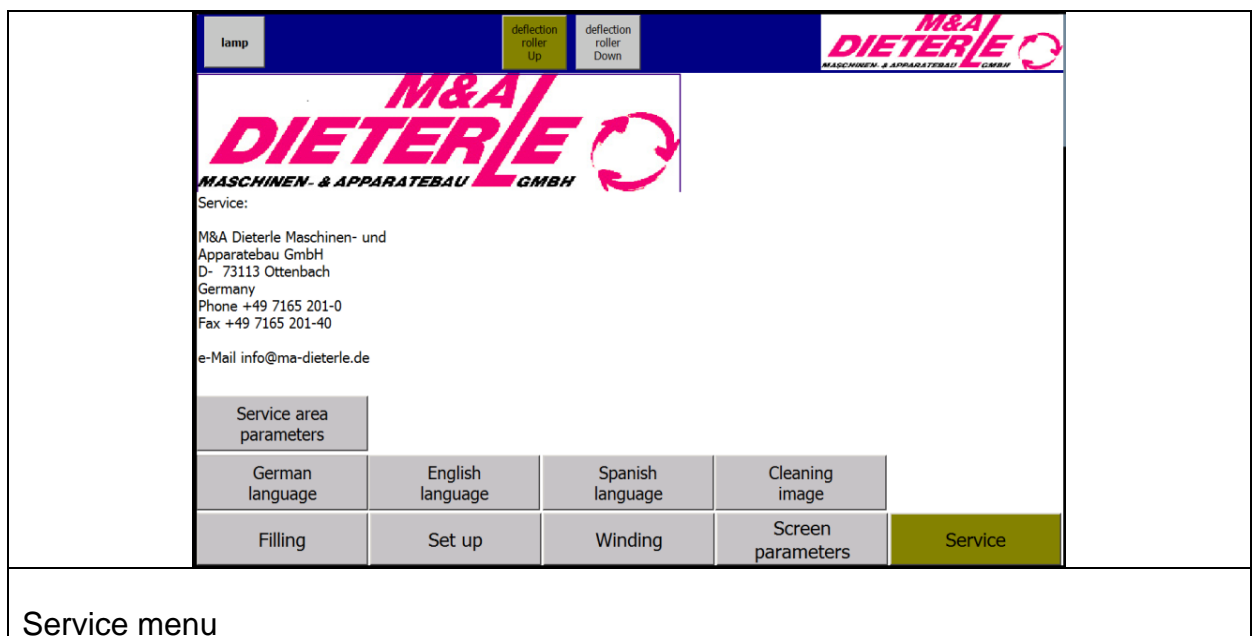 lamp
deflection
roller
Up
deflection
roller
Down
M&A
DIETERLE
MASCHINEN- & APPARATEBAU GMBH
M&A
DIETERLE
MASCHINEN- & APPARATEBAU GMBH
Service:
M&A Dieterle Maschinen- und
Apparatebau GmbH
D- 73113 Ottenbach
Germany
Phone +49 7165 201-0
Fax +49 7165 201-40
e-Mail info@ma-dieterle.de
Service area
parameters
German
language
English
language
Spanish
language
Cleaning
image
Filling
Set up
Winding
Screen
parameters
Service
Service menu